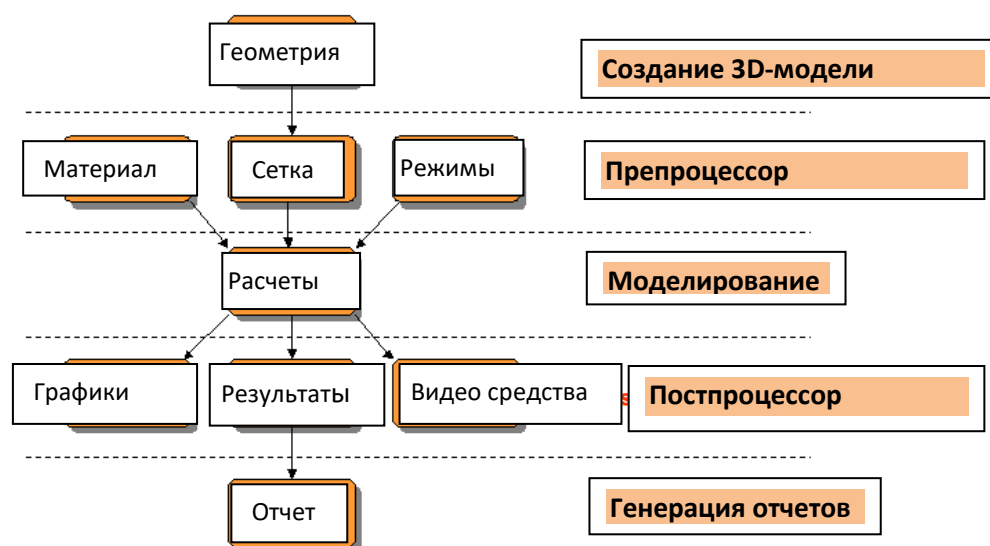 Геометрия
Создание 3D-модели
Материал
Сетка
Режимы
Препроцессор
Расчеты
Моделирование
Графики
Результаты
Видео средства
s
Постпроцессор
Отчет
Генерация отчетов